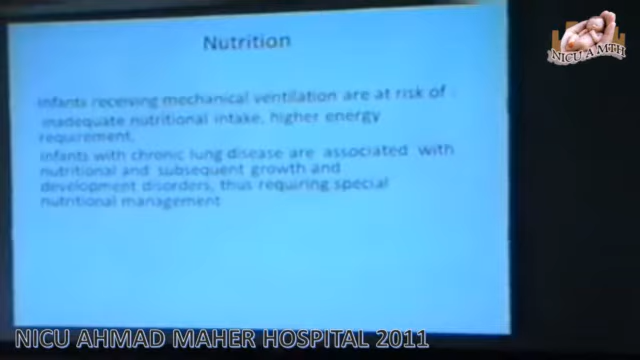 NICU A MTH
Nutrition
Infants receiving mechanical ventilation are at risk of
inadequate nutritional intake, higher energy
requirement,
Infants with chronic lung disease are associated with
nutritional and subsequent growth and
development disorders, thus requiring special
nutritional management
NICU AHMAD MAHER HOSPITAL 2011